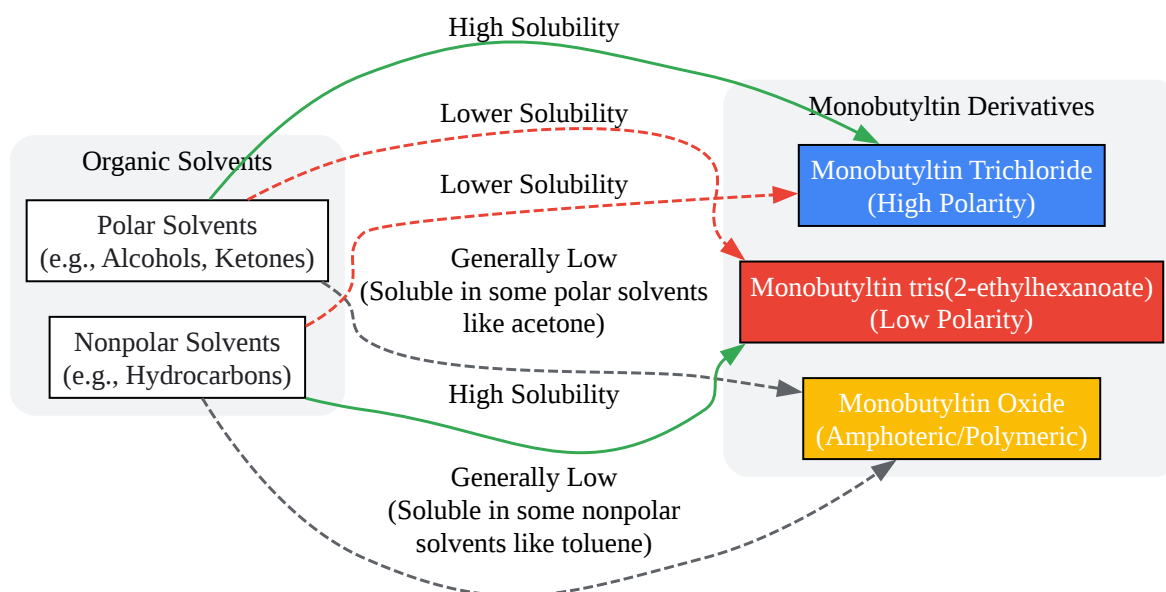 High Solubility
Lower Solubility
Monobutyltin Derivatives
Organic Solvents
Lower Solubility
Monobutyltin Trichloride
(High Polarity)
Polar Solvents
(e.g., Alcohols, Ketones)
Generally Low
(Soluble in some polar solvents
like acetone)
Monobutyltin tris(2-ethylhexanoate)
(Low Polarity)
Nonpolar Solvents
(e.g., Hydrocarbons)
High Solubility
Monobutyltin Oxide
(Amphoteric/Polymeric)
Generally Low
(Soluble in some nonpolar
solvents like toluene)